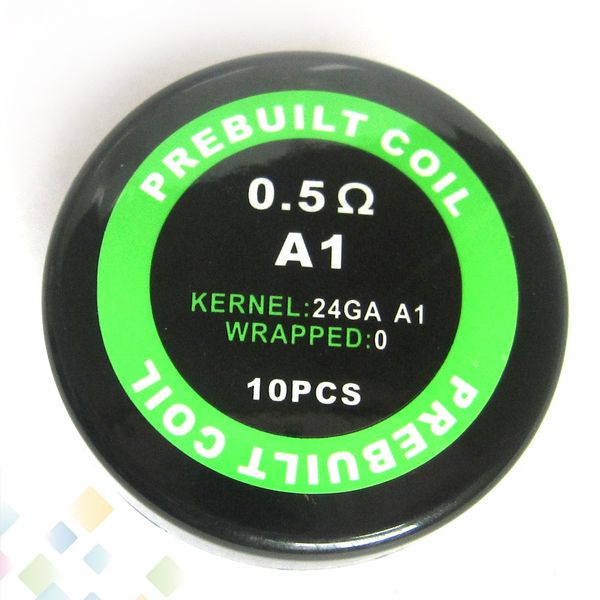 PREBUILT COIL
0.5Ω
A1
KERNEL:24GA A1
WRAPPED:0
10PCS
PREBUILT COIL